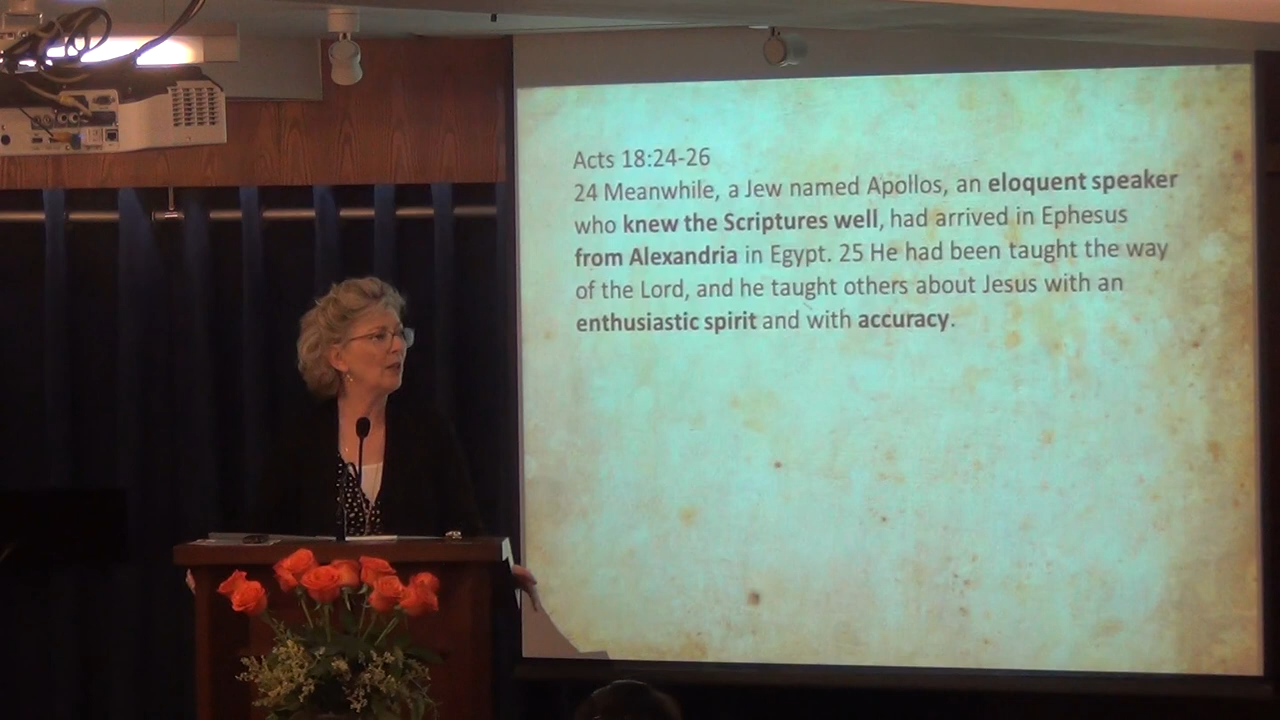 Acts 18:24-26
24 Meanwhile, a Jew named Apollos, an eloquent speaker
who knew the Scriptures well, had arrived in Ephesus
from Alexandria in Egypt. 25 He had been taught the way
of the Lord, and he taught others about Jesus with an
enthusiastic spirit and with accuracy.